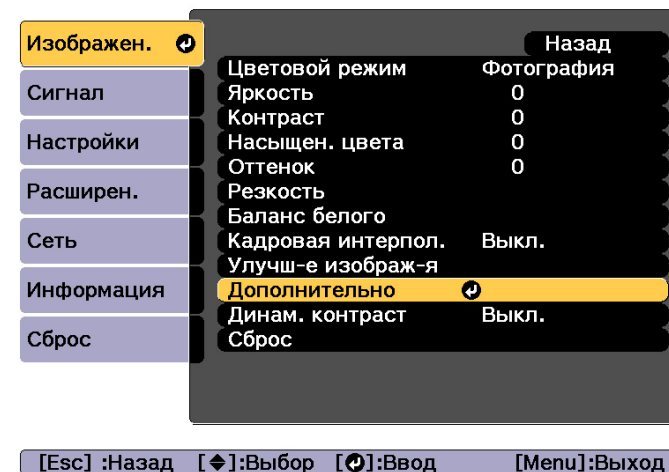 Изображен.
Сигнал
Настройки
Расширен.
Сеть
Информация
Сброс
Назад
Цветовой режим Фотография
Яркость 0
Контраст 0
Насыщен. цвета 0
Оттенок 0
Резкость
Баланс белого
Кадровая интерпол. Выкл.
Улучш-е изображ-я
Дополнительно
Динам. контраст Выкл.
Сброс
[Esc] :Назад [◆]:Выбор [↵]:Ввод [Menu]:Выход